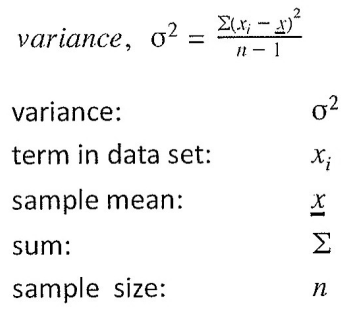 variance, σ² = Σ(xᵢ − x̲)² / n − 1
variance: σ²
term in data set: xᵢ
sample mean: x̲
sum: Σ
sample size: n